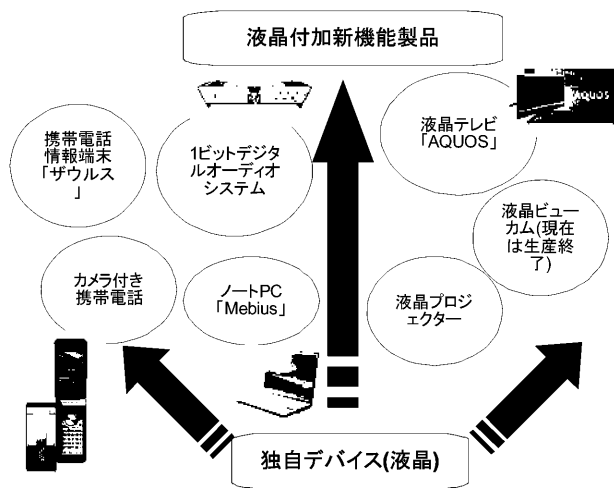 液晶付加新機能製品
AQUOS
携帯電話
情報端末
「ザウルス
」
1ビットデジタ
ルオーディオ
システム
液晶テレビ
「AQUOS」
液晶ビュー
カム(現在
は生産終
了)
カメラ付き
携帯電話
ノートPC
「Mebius」
液晶プロジ
ェクター
独自デバイス(液晶)